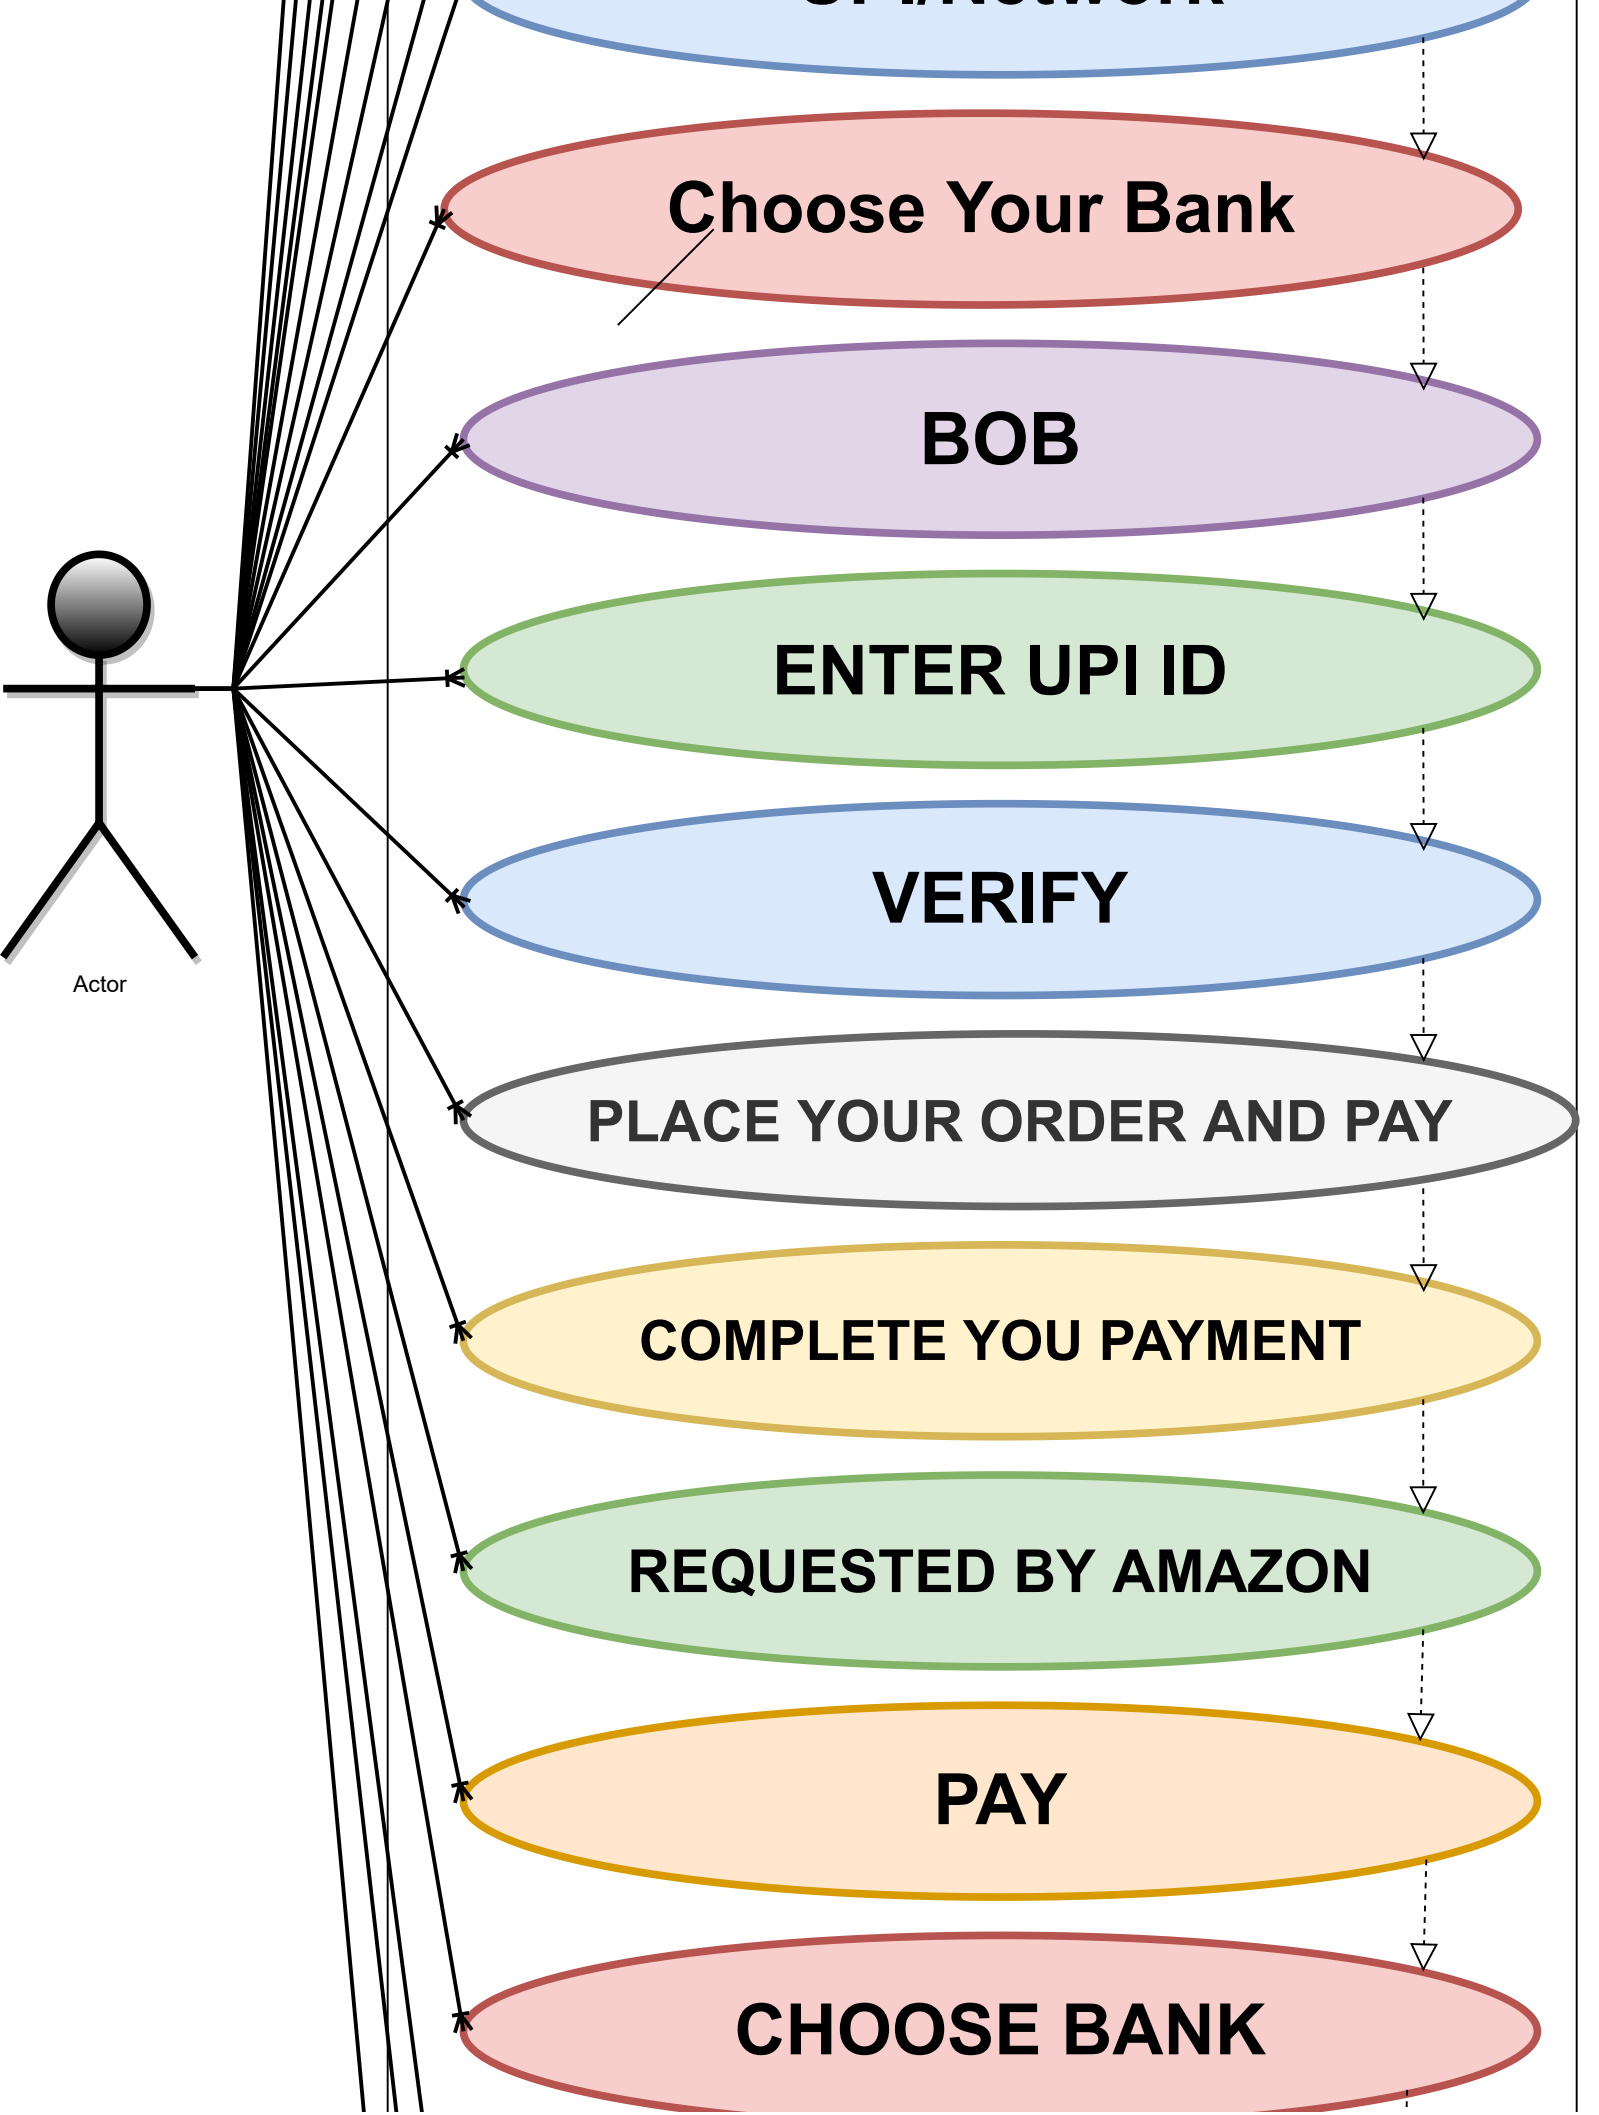 Choose Your Bank
BOB
ENTER UPI ID
Actor
VERIFY
PLACE YOUR ORDER AND PAY
COMPLETE YOU PAYMENT
REQUESTED BY AMAZON
PAY
CHOOSE BANK